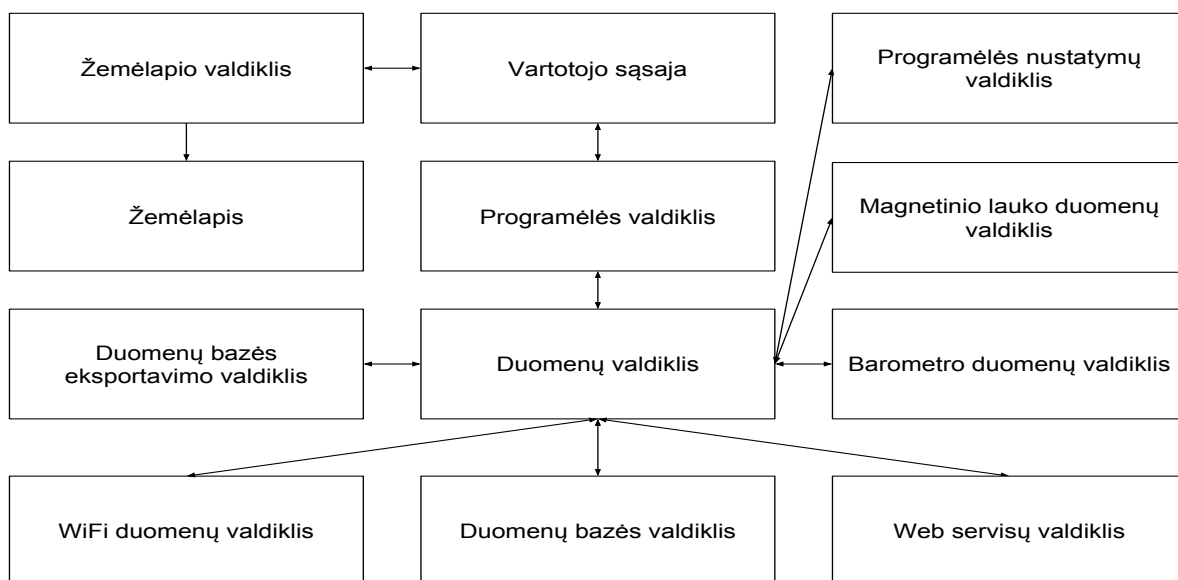 Žemėlapio valdiklis
Vartotojo sąsaja
Programėlės nustatymų
valdiklis
Žemėlapis
Programėlės valdiklis
Magnetinio lauko duomenų
valdiklis
Duomenų bazės
eksportavimo valdiklis
Duomenų valdiklis
Barometro duomenų valdiklis
WiFi duomenų valdiklis
Duomenų bazės valdiklis
Web servisų valdiklis